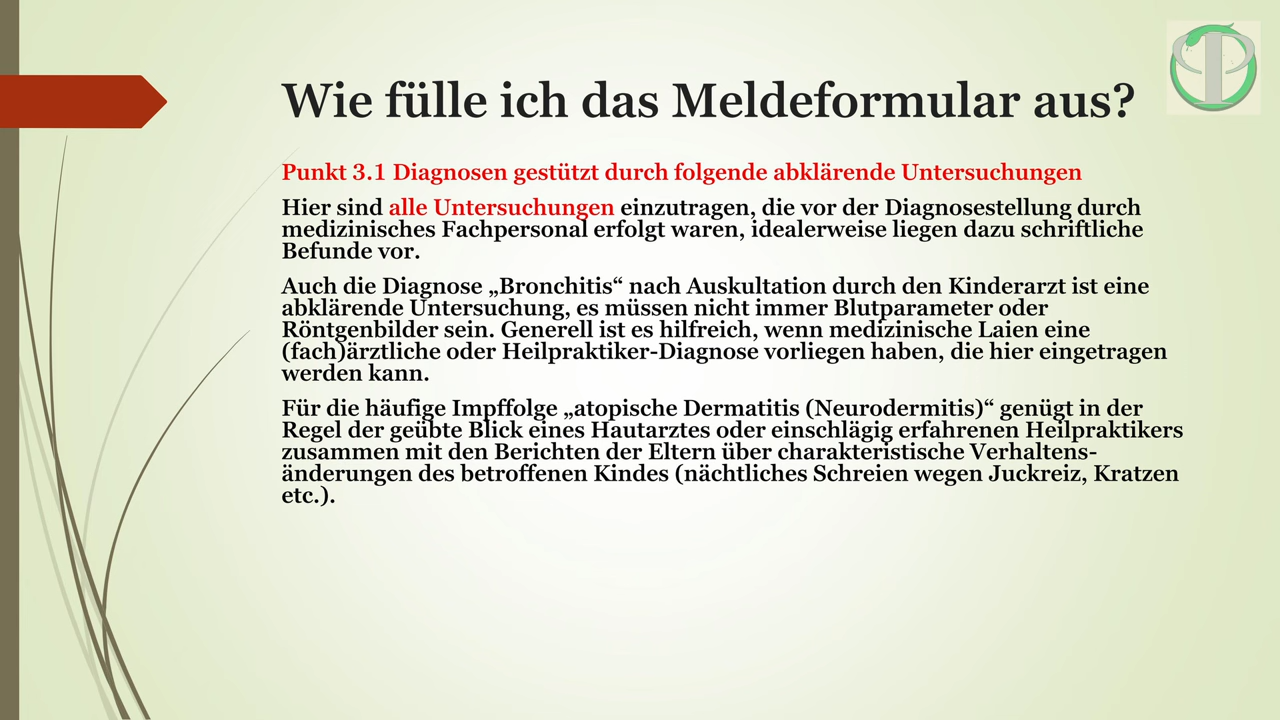 Wie fülle ich das Meldeformular aus?
Punkt 3.1 Diagnosen gestützt durch folgende abklärende Untersuchungen
Hier sind alle Untersuchungen einzutragen, die vor der Diagnosestellung durch
medizinisches Fachpersonal erfolgt waren, idealerweise liegen dazu schriftliche
Befunde vor.
Auch die Diagnose „Bronchitis“ nach Auskultation durch den Kinderarzt ist eine
abklärende Untersuchung, es müssen nicht immer Blutparameter oder
Röntgenbilder sein. Generell ist es hilfreich, wenn medizinische Laien eine
(fach)ärztliche oder Heilpraktiker-Diagnose vorliegen haben, die hier eingetragen
werden kann.
Für die häufige Impffolge „atopische Dermatitis (Neurodermitis)“ genügt in der
Regel der geübte Blick eines Hautarztes oder einschlägig erfahrenen Heilpraktikers
zusammen mit den Berichten der Eltern über charakteristische Verhaltens-
änderungen des betroffenen Kindes (nächtliches Schreien wegen Juckreiz, Kratzen
etc.).